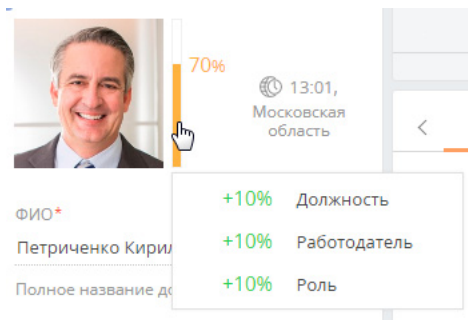 70%
13:01,
Московская
область
+10% Должность
ФИО*
+10% Работодатель
Петриченко Кирил
+10% Роль
Полное название до